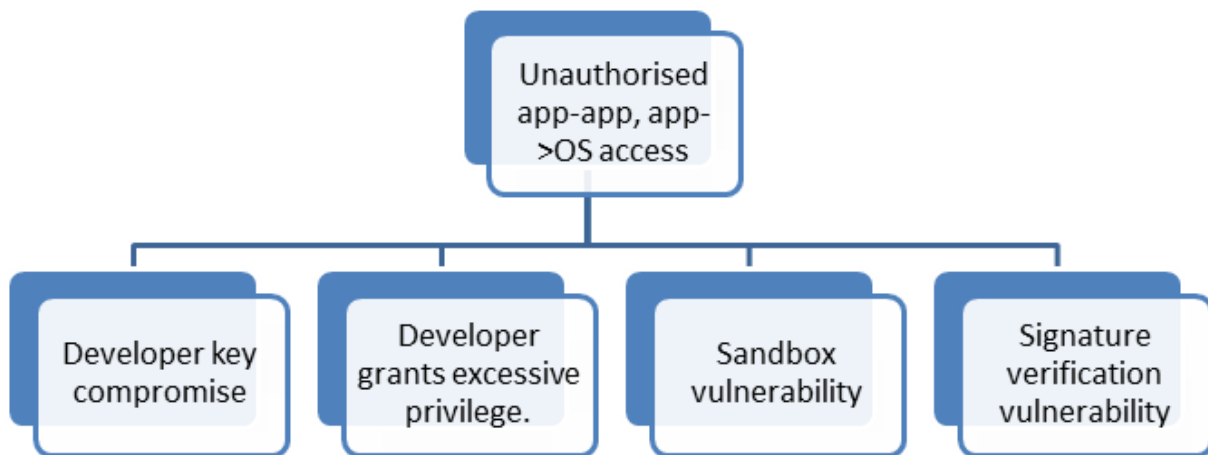 Unauthorised
app-app, app-
>OS access
Developer key
compromise
Developer
grants excessive
privilege.
Sandbox
vulnerability
Signature
verification
vulnerability